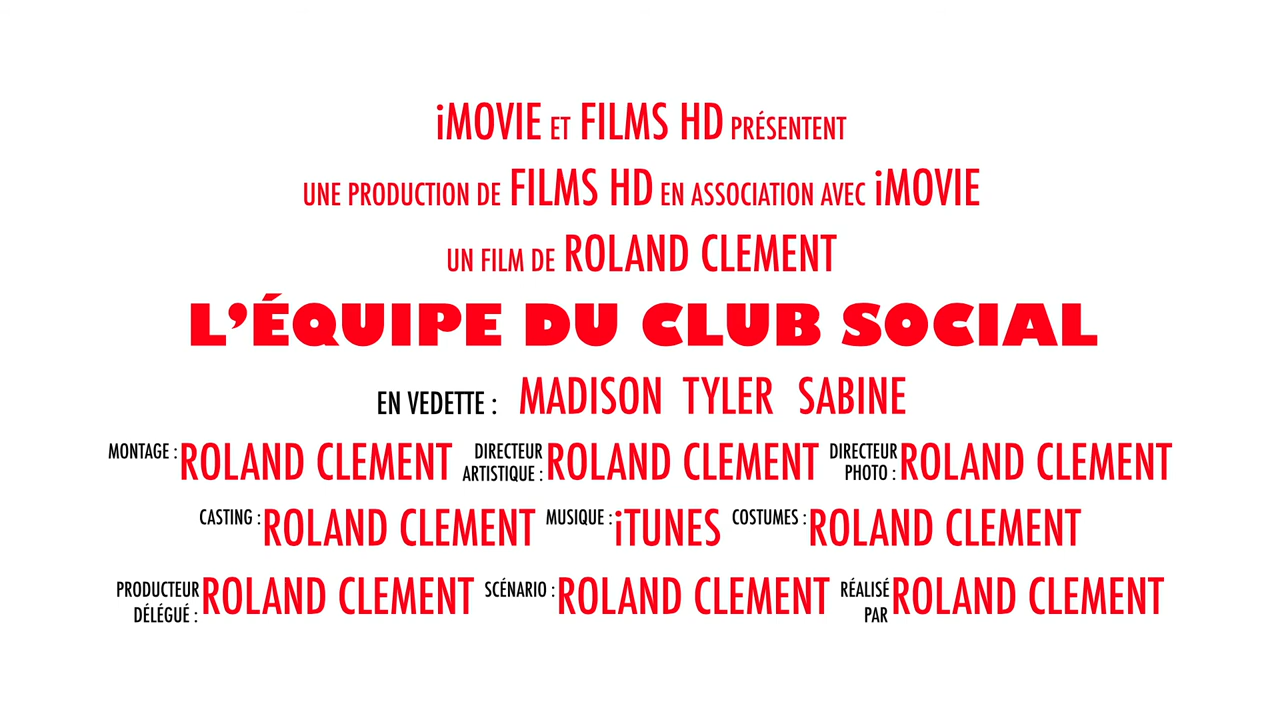 iMOVIE ET FILMS HD PRÉSENTENT
UNE PRODUCTION DE FILMS HD EN ASSOCIATION AVEC iMOVIE
UN FILM DE ROLAND CLEMENT
L'ÉQUIPE DU CLUB SOCIAL
EN VEDETTE : MADISON TYLER SABINE
MONTAGE : ROLAND CLEMENT DIRECTEUR ARTISTIQUE : ROLAND CLEMENT DIRECTEUR PHOTO : ROLAND CLEMENT
CASTING : ROLAND CLEMENT MUSIQUE : iTUNES COSTUMES : ROLAND CLEMENT
PRODUCTEUR DÉLÉGUÉ : ROLAND CLEMENT SCÉNARIO : ROLAND CLEMENT RÉALISÉ PAR ROLAND CLEMENT